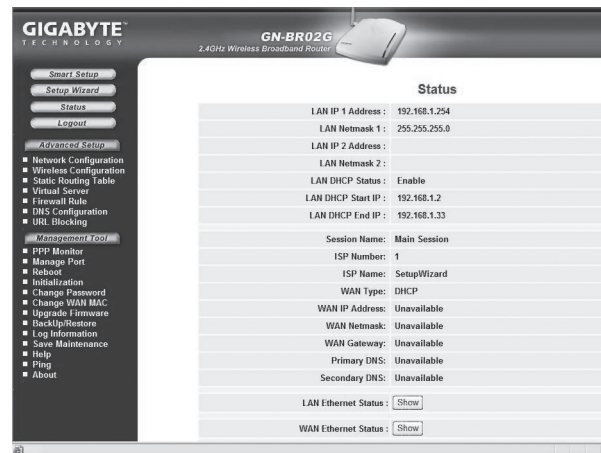 GIGABYTE™
TECHNOLOGY
GN-BR02G
2.4GHz Wireless Broadband Router
Smart Setup
Setup Wizard
Status
Logout
Advanced Setup
Network Configuration
Wireless Configuration
Static Routing Table
Virtual Server
Firewall Rule
DNS Configuration
URL Blocking
Management Tool
PPP Monitor
Manage Port
Reboot
Initialization
Change Password
Change WAN MAC
Upgrade Firmware
BackUp/Restore
Log Information
Save Maintenance
Help
Ping
About
Status
LAN IP 1 Address : 192.168.1.254
LAN Netmask 1 : 255.255.255.0
LAN IP 2 Address :
LAN Netmask 2 :
LAN DHCP Status : Enable
LAN DHCP Start IP : 192.168.1.2
LAN DHCP End IP : 192.168.1.33
Session Name: Main Session
ISP Number: 1
ISP Name: SetupWizard
WAN Type: DHCP
WAN IP Address: Unavailable
WAN Netmask: Unavailable
WAN Gateway: Unavailable
Primary DNS: Unavailable
Secondary DNS: Unavailable
LAN Ethernet Status : Show
WAN Ethernet Status : Show